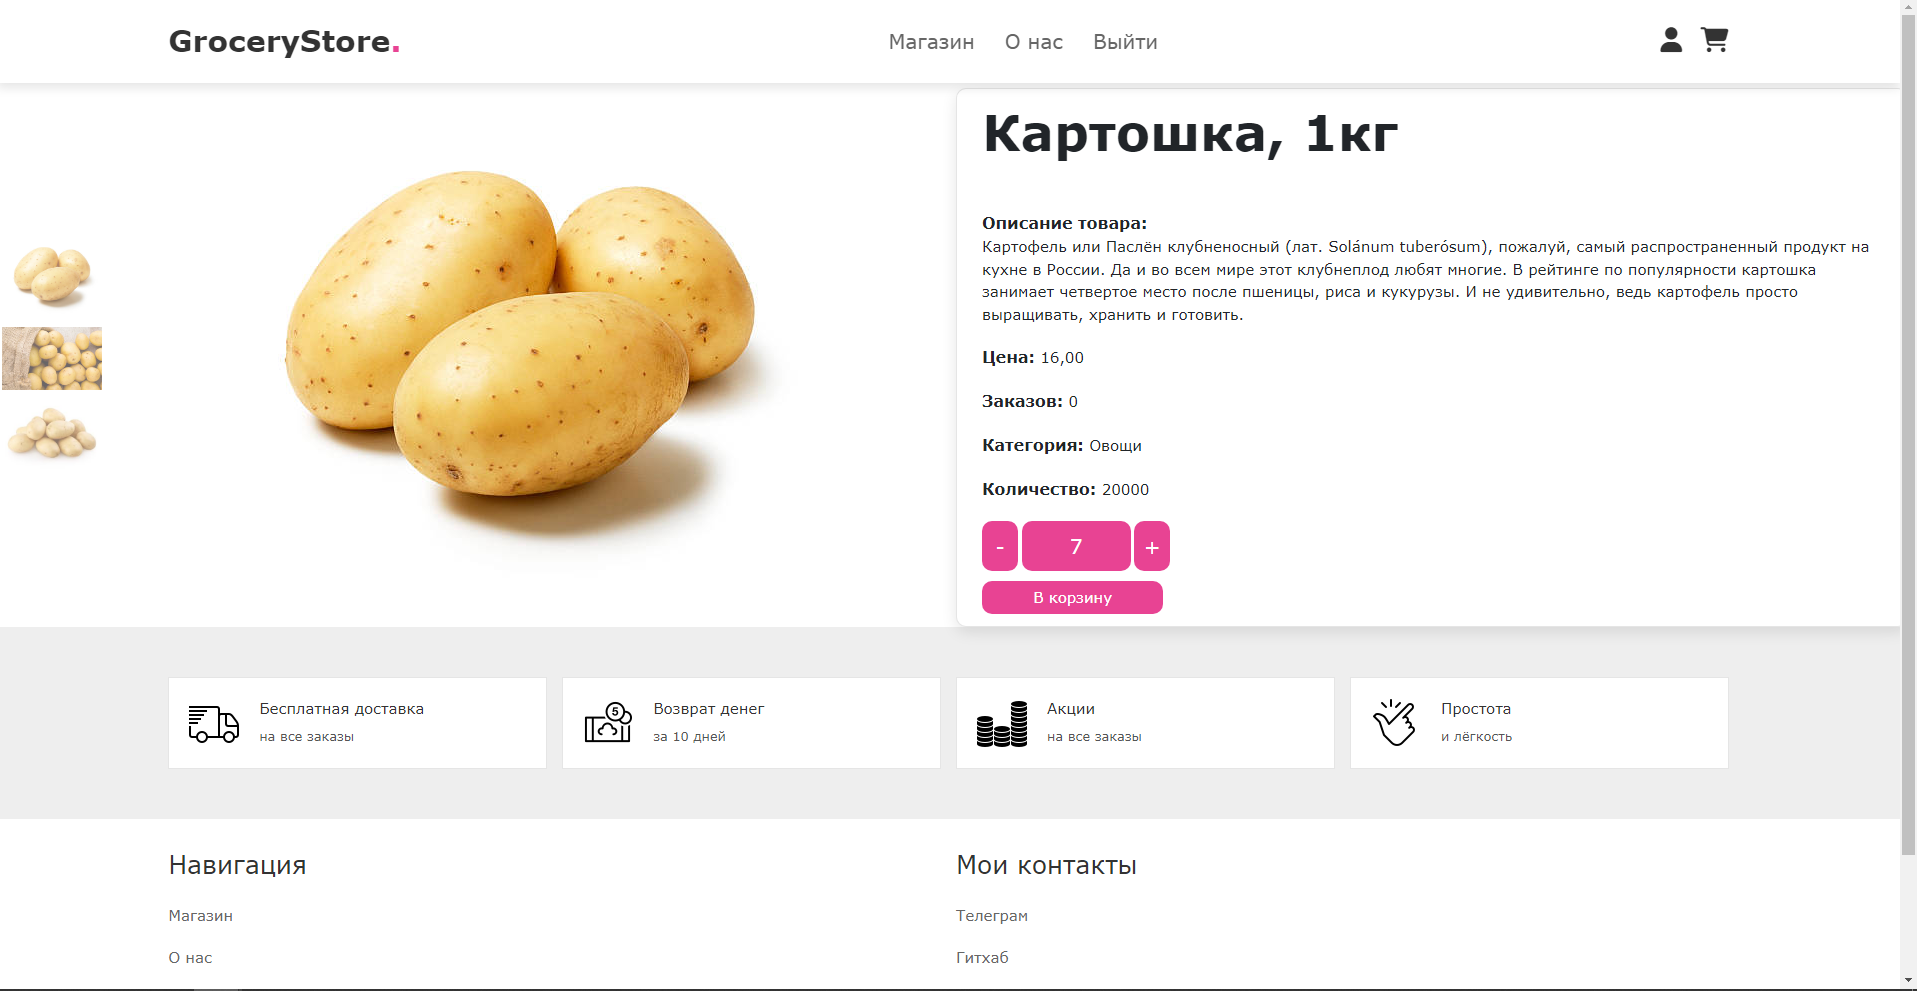 GroceryStore.
Магазин О нас Выйти
Картошка, 1кг
Описание товара:
Картофель или Паслён клубненосный (лат. Solánum tuberósum), пожалуй, самый распространенный продукт на
кухне в России. Да и во всем мире этот клубнеплод любят многие. В рейтинге по популярности картошка
занимает четвертое место после пшеницы, риса и кукурузы. И не удивительно, ведь картофель просто
выращивать, хранить и готовить.
Цена: 16,00
Заказов: 0
Категория: Овощи
Количество: 20000
- 7 +
В корзину
Бесплатная доставка
на все заказы
5
Возврат денег
за 10 дней
Акции
на все заказы
Простота
и лёгкость
Навигация
Магазин
О нас
Мои контакты
Телеграм
Гитхаб